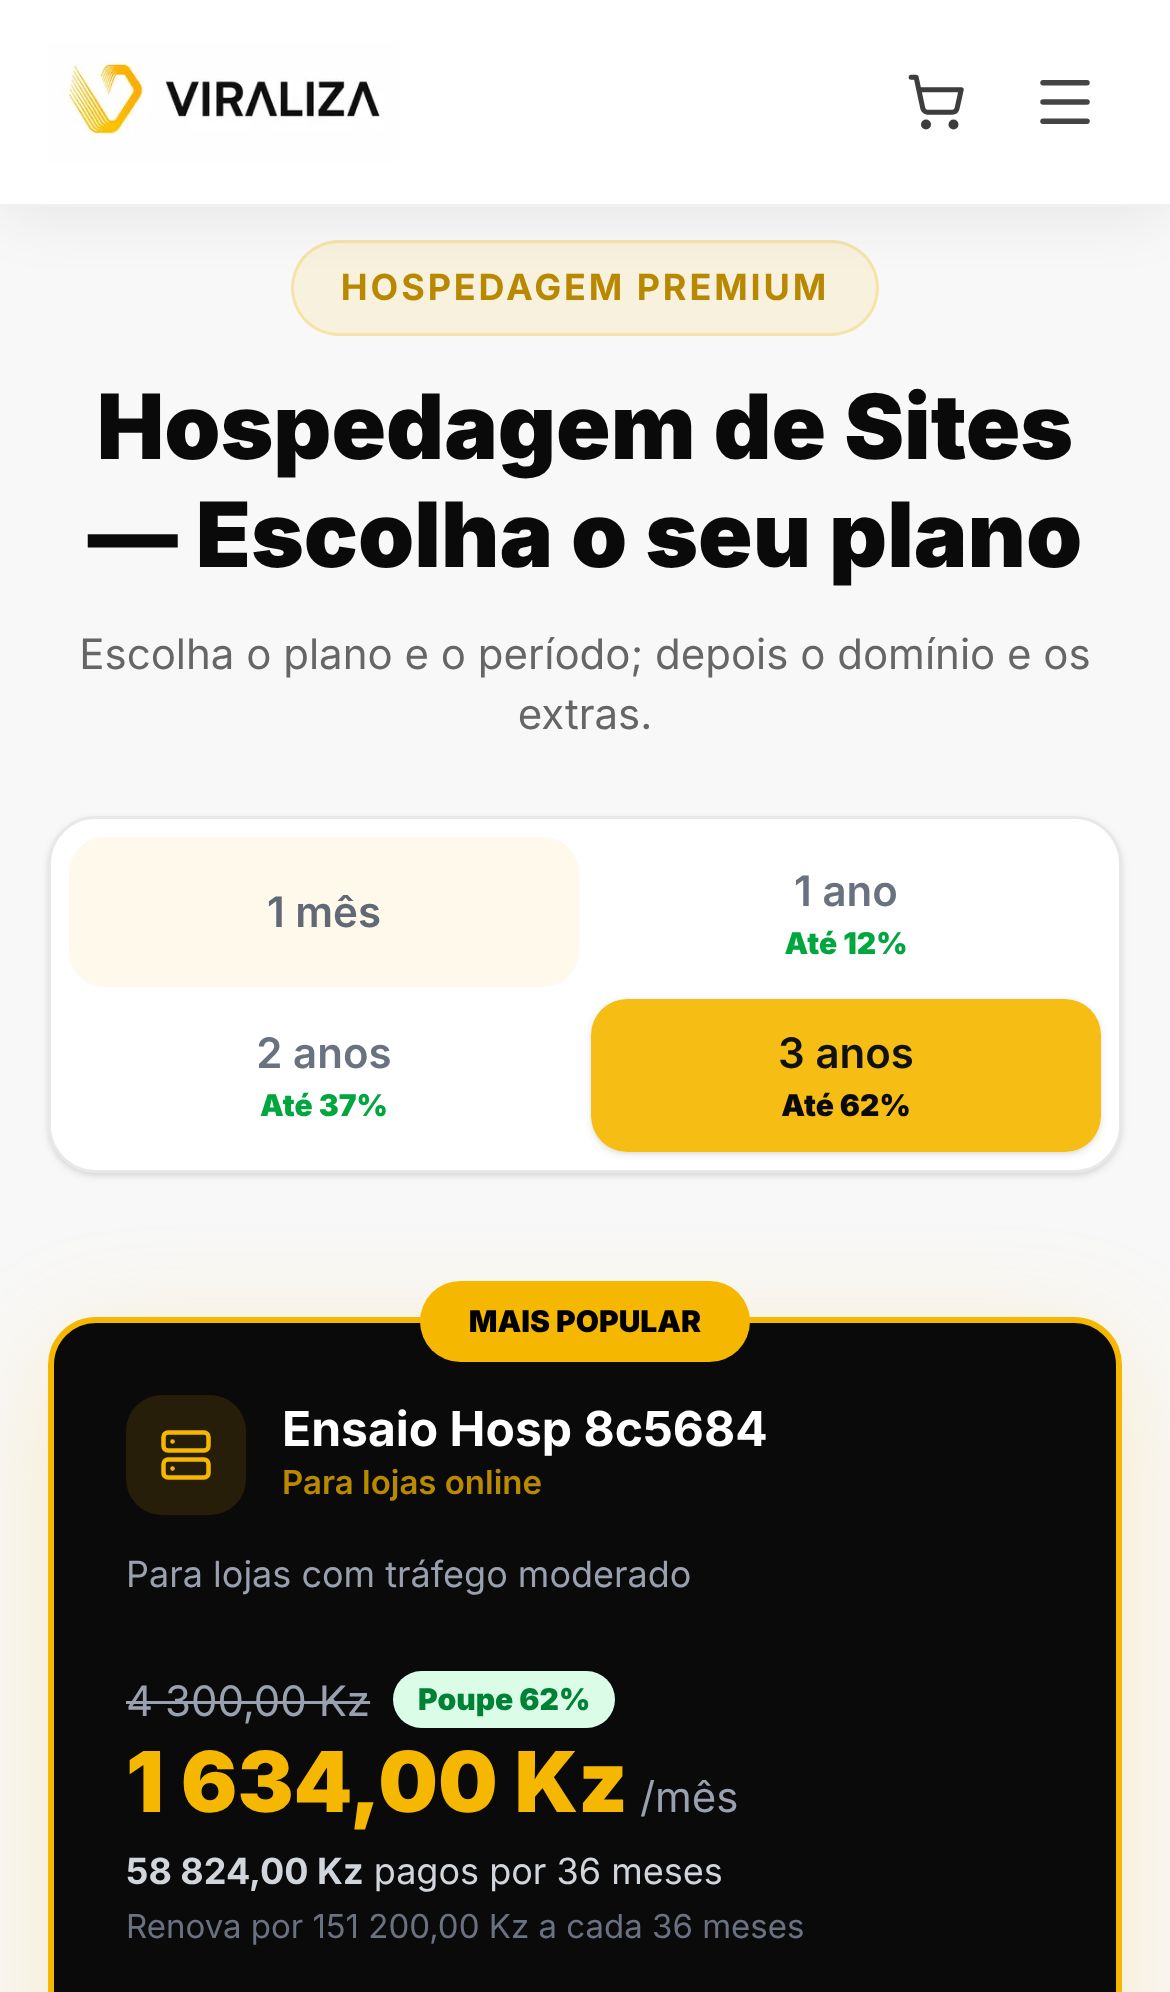 VIRALIZA
HOSPEDAGEM PREMIUM
Hospedagem de Sites
— Escolha o seu plano
Escolha o plano e o período; depois o domínio e os
extras.
1 mês
1 ano
Até 12%
2 anos
Até 37%
3 anos
Até 62%
MAIS POPULAR
Ensaio Hosp 8c5684
Para lojas online
Para lojas com tráfego moderado
4 300,00 Kz Poupe 62%
1 634,00 Kz /mês
58 824,00 Kz pagos por 36 meses
Renova por 151 200,00 Kz a cada 36 meses